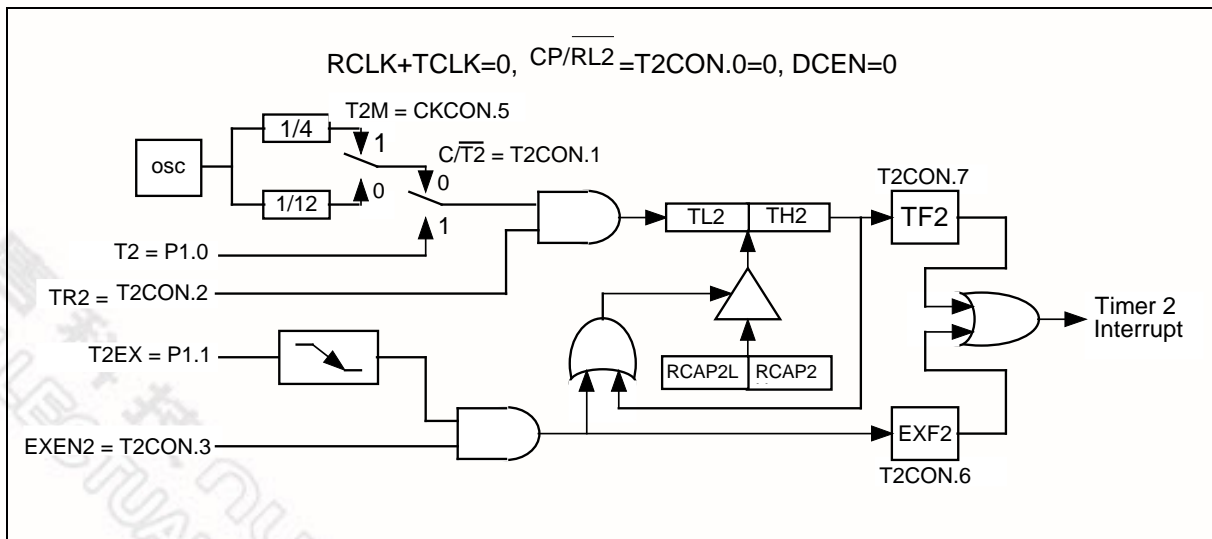 RCLK+TCLK=0, CP/RL2=T2CON.0=0, DCEN=0
T2M = CKCON.5
1/4
1
C/T2 = T2CON.1
osc
0
1/12
0
1
T2CON.7
TL2
TH2
TF2
T2 = P1.0
TR2 = T2CON.2
Timer 2
Interrupt
T2EX = P1.1
RCAP2L
RCAP2
EXEN2 = T2CON.3
EXF2
T2CON.6